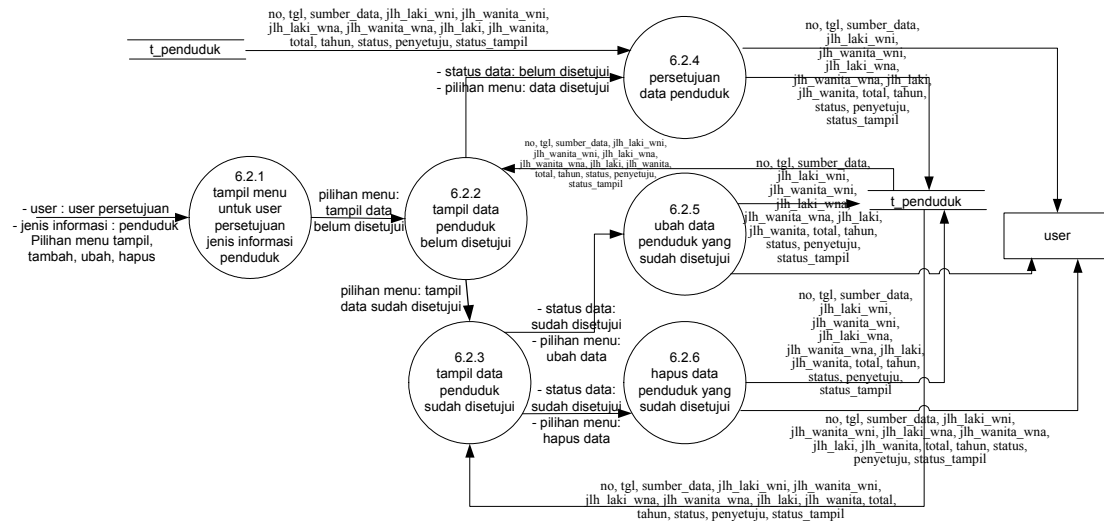 no, tgl, sumber_data, jlh_laki_wni, jlh_wanita_wni,
jlh_laki_wna, jlh_wanita_wna, jlh_laki, jlh_wanita,
total, tahun, status, penyetuju, status_tampil
t_penduduk
- status data: belum disetujui
- pilihan menu: data disetujui
6.2.4
persetujuan
data penduduk
no, tgl, sumber_data,
jlh_laki_wni,
jlh_wanita_wni,
jlh_laki_wna,
jlh_wanita_wna, jlh_laki,
jlh_wanita, total, tahun,
status, penyetuju,
status_tampil
- user : user persetujuan
- jenis informasi : penduduk
Pilihan menu tampil,
tambah, ubah, hapus
6.2.1
tampil menu
untuk user
persetujuan
jenis informasi
penduduk
pilihan menu:
tampil data
belum disetujui
6.2.2
tampil data
penduduk
belum disetujui
no, tgl, sumber_data, jlh_laki_wni,
jlh_wanita_wni, jlh_laki_wna,
jlh_wanita_wna, jlh_laki, jlh_wanita,
total, tahun, status, penyetuju,
status_tampil
6.2.5
ubah data
penduduk yang
sudah disetujui
no, tgl, sumber_data,
jlh_laki_wni,
jlh_wanita_wni,
jlh_laki_wna,
jlh_wanita_wna, jlh_laki,
jlh_wanita, total, tahun,
status, penyetuju,
status_tampil
t_penduduk
user
pilihan menu: tampil
data sudah disetujui
6.2.3
tampil data
penduduk
sudah disetujui
- status data:
sudah disetujui
- pilihan menu:
ubah data
- status data:
sudah disetujui
- pilihan menu:
hapus data
6.2.6
hapus data
penduduk yang
sudah disetujui
no, tgl, sumber_data,
jlh_laki_wni,
jlh_wanita_wni,
jlh_laki_wna,
jlh_wanita_wna, jlh_laki,
jlh_wanita, total, tahun,
status, penyetuju,
status_tampil
no, tgl, sumber_data, jlh_laki_wni,
jlh_wanita_wni, jlh_laki_wna, jlh_wanita_wna,
jlh_laki, jlh_wanita, total, tahun, status,
penyetuju, status_tampil
no, tgl, sumber_data, jlh_laki_wni, jlh_wanita_wni,
jlh_laki_wna, jlh_wanita_wna, jlh_laki, jlh_wanita, total,
tahun, status, penyetuju, status_tampil